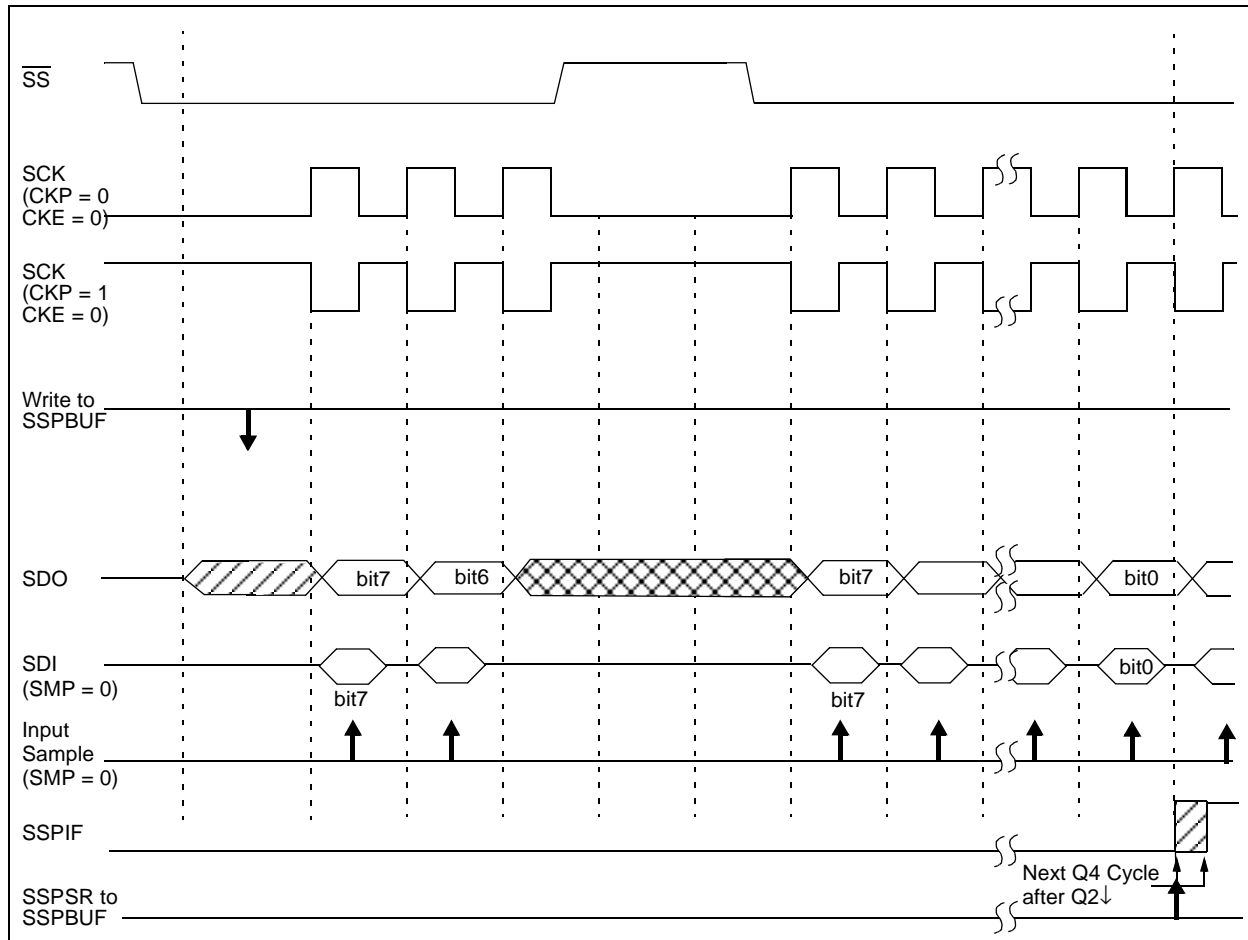 SS
SCK
(CKP = 0
CKE = 0)
SCK
(CKP = 1
CKE = 0)
Write to
SSPBUF
SDO
bit7
bit6
bit7
bit0
SDI
(SMP = 0)
bit7
bit7
bit0
Input
Sample
(SMP = 0)
SSPIF
Next Q4 Cycle
after Q2↓
SSPSR to
SSPBUF